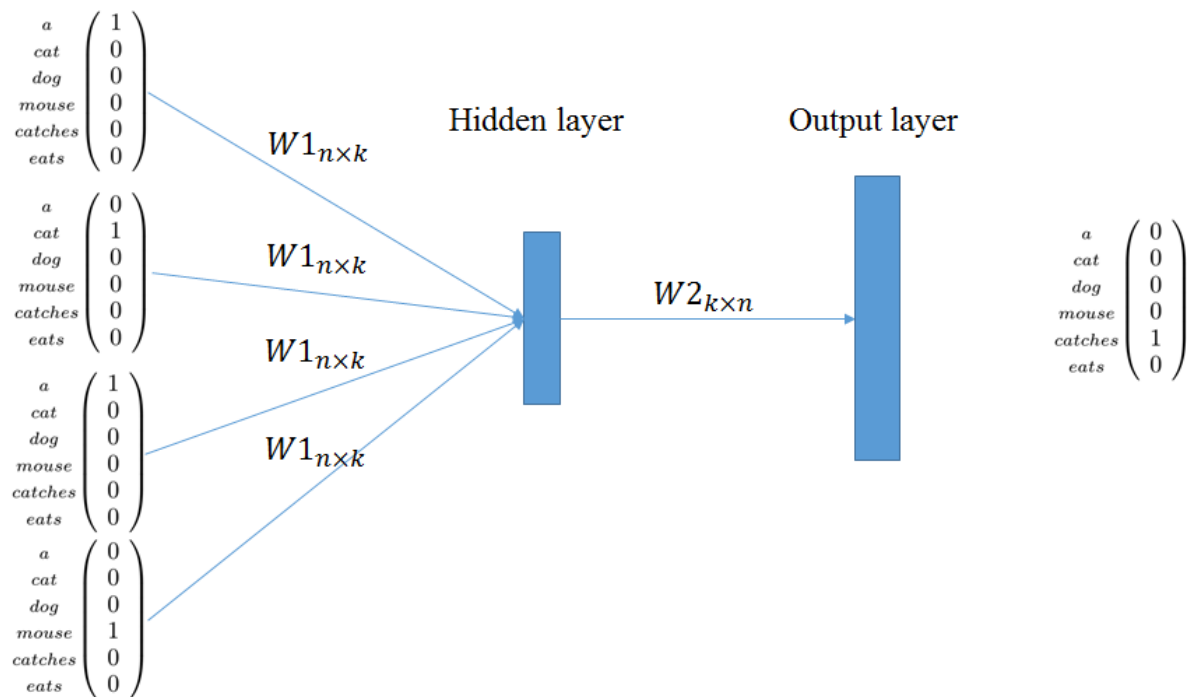 a 1
cat 0
dog 0
mouse 0
catches 0
eats 0
a 0
cat 1
dog 0
mouse 0
catches 0
eats 0
a 1
cat 0
dog 0
mouse 0
catches 0
eats 0
a 0
cat 0
dog 0
mouse 1
catches 0
eats 0
W1n×k
W1n×k
W1n×k
W1n×k
Hidden layer
W2k×n
Output layer
a 0
cat 0
dog 0
mouse 0
catches 1
eats 0